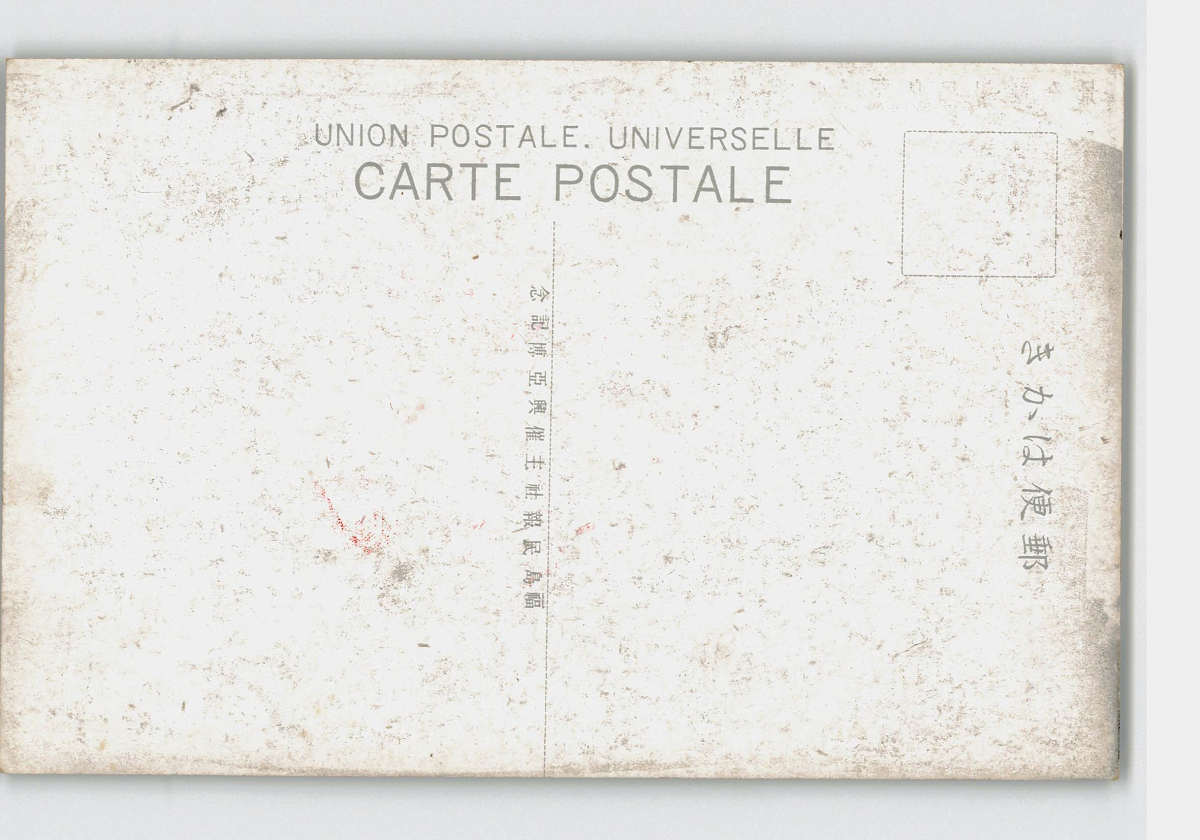 UNION POSTALE. UNIVERSELLE
CARTE POSTALE
郵便はかき
福島民報社主催興亞博記念